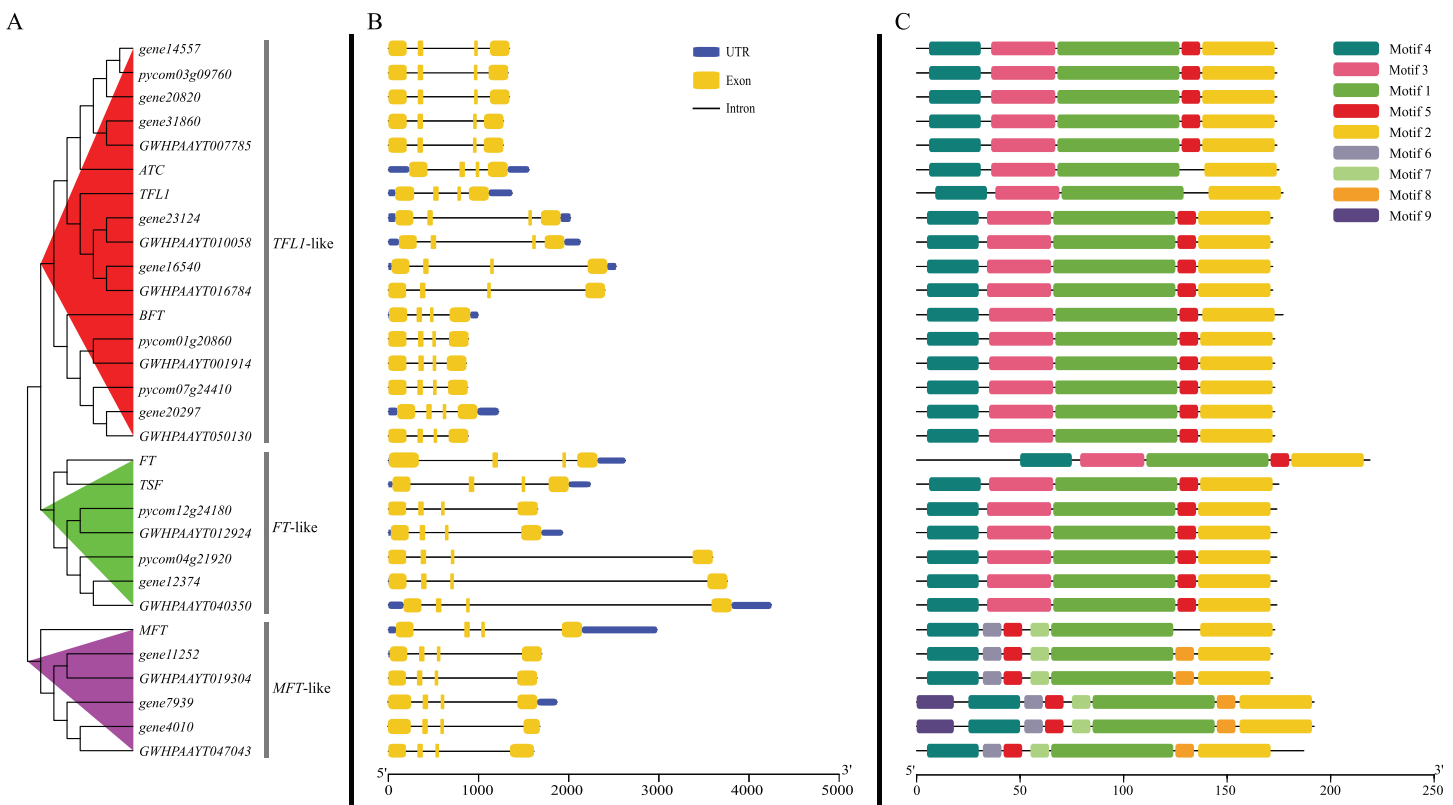 A
B
C
gene14557
pycom03g09760
gene20820
gene31860
GWHPAAYT007785
ATC
TFL1
gene23124
GWHPAAYT010058
gene16540
GWHPAAYT016784
BFT
pycom01g20860
GWHPAAYT001914
pycom07g24410
gene20297
GWHPAAYT050130
FT
TSF
pycom12g24180
GWHPAAYT012924
pycom04g21920
gene12374
GWHPAAYT040350
MFT
gene11252
GWHPAAYT019304
gene7939
gene4010
GWHPAAYT047043
TFL1-like
FT-like
MFT-like
UTR
Exon
Intron
5'
3'
0 1000 2000 3000 4000 5000
Motif 4
Motif 3
Motif 1
Motif 5
Motif 2
Motif 6
Motif 7
Motif 8
Motif 9
5'
3'
0 50 100 150 200 250